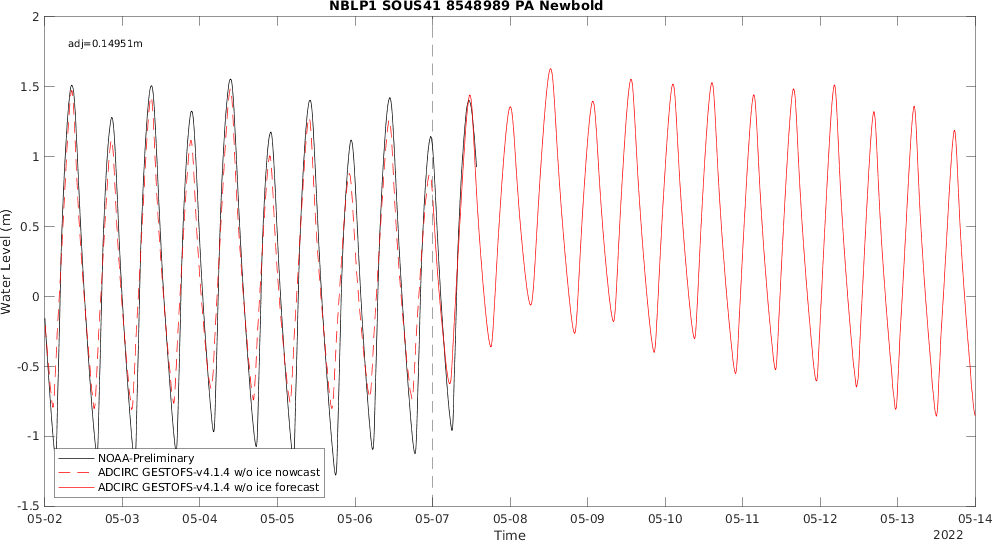 NBLP1 SOUS41 8548989 PA Newbold
adj=0.14951m
Water Level (m)
2
1.5
1
0.5
0
-0.5
-1
-1.5
NOAA-Preliminary
ADCIRC GESTOFS-v4.1.4 w/o ice nowcast
ADCIRC GESTOFS-v4.1.4 w/o ice forecast
05-02 05-03 05-04 05-05 05-06 05-07 05-08 05-09 05-10 05-11 05-12 05-13 05-14
Time
2022